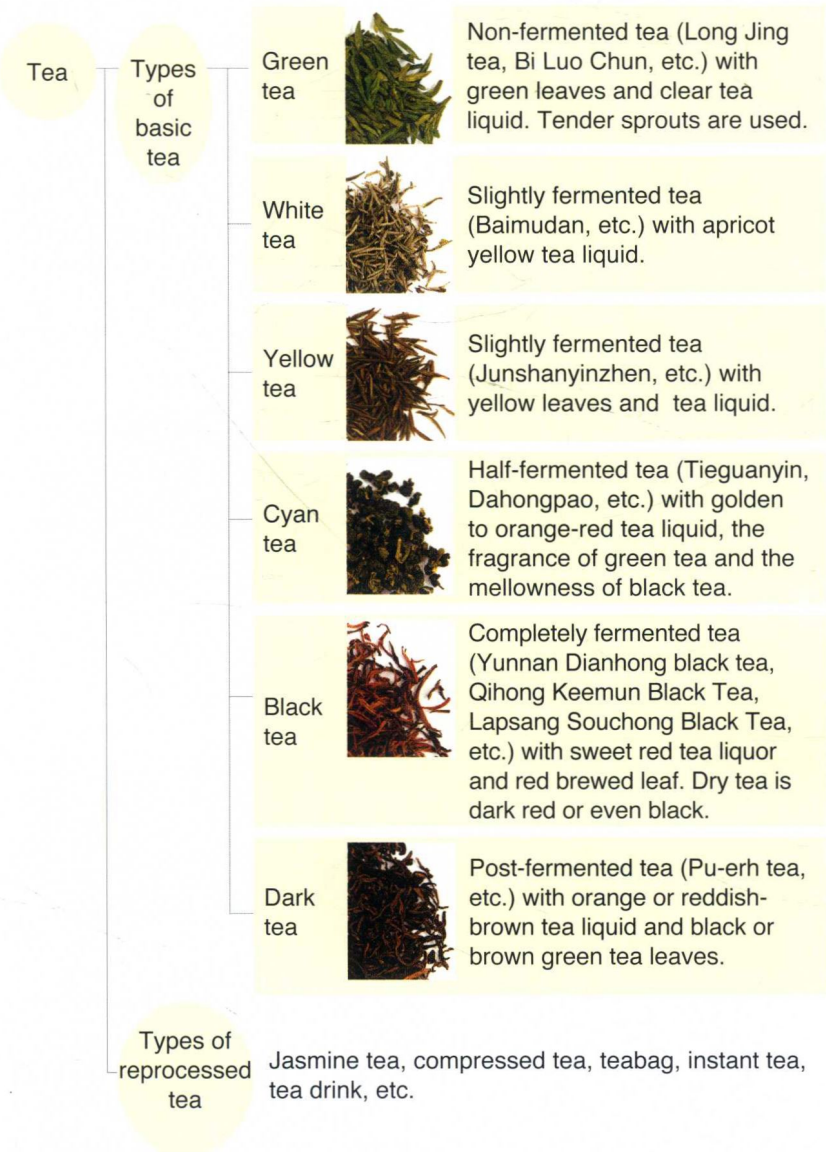 Tea
Types
of
basic
tea
Green
tea
Non-fermented tea (Long Jing
tea, Bi Luo Chun, etc.) with
green leaves and clear tea
liquid. Tender sprouts are used.
White
tea
Slightly fermented tea
(Baimudan, etc.) with apricot
yellow tea liquid.
Yellow
tea
Slightly fermented tea
(Junshanyinzhen, etc.) with
yellow leaves and tea liquid.
Cyan
tea
Half-fermented tea (Tieguanyin,
Dahongpao, etc.) with golden
to orange-red tea liquid, the
fragrance of green tea and the
mellowness of black tea.
Black
tea
Completely fermented tea
(Yunnan Dianhong black tea,
Qihong Keemun Black Tea,
Lapsang Souchong Black Tea,
etc.) with sweet red tea liquor
and red brewed leaf. Dry tea is
dark red or even black.
Dark
tea
Post-fermented tea (Pu-erh tea,
etc.) with orange or reddish-
brown tea liquid and black or
brown green tea leaves.
Types of
reprocessed
tea
Jasmine tea, compressed tea, teabag, instant tea,
tea drink, etc.